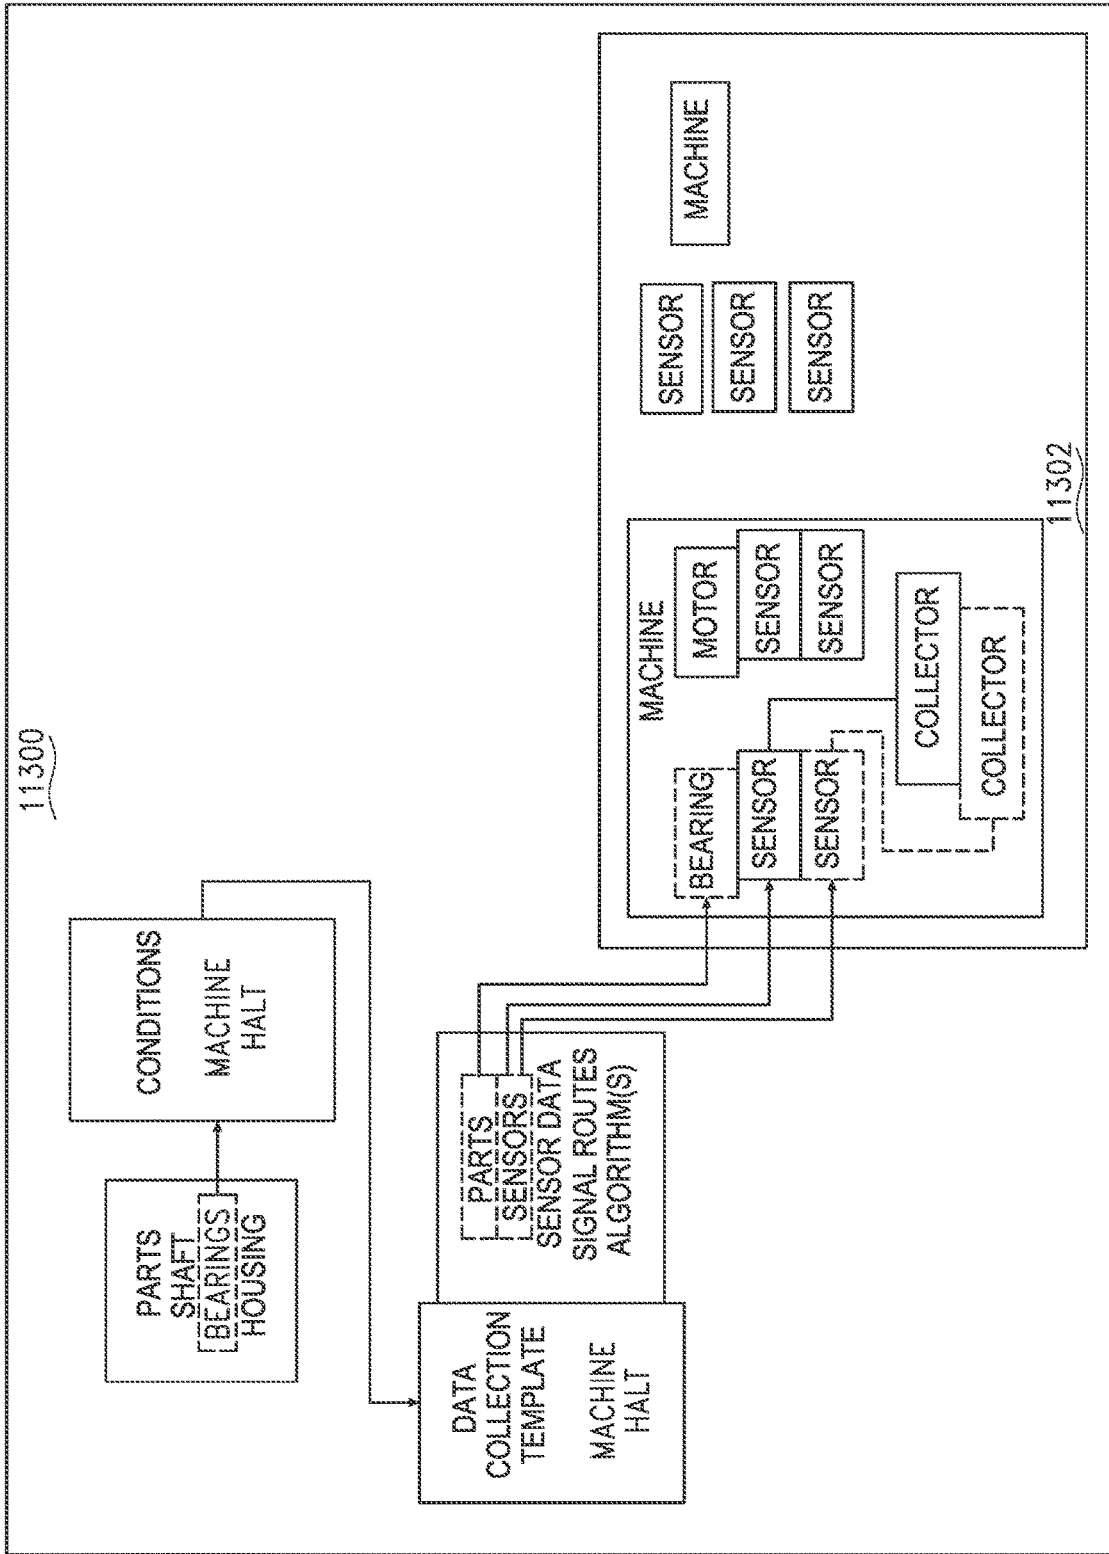 11300
PARTS
SHAFT
BEARINGS
HOUSING
CONDITIONS
MACHINE
HALT
DATA
COLLECTION
TEMPLATE
MACHINE
HALT
PARTS
SENSORS
SENSOR DATA
SIGNAL ROUTES
ALGORITHM(S)
MACHINE
BEARING
SENSOR
SENSOR
MOTOR
SENSOR
SENSOR
COLLECTOR
COLLECTOR
SENSOR
SENSOR
SENSOR
MACHINE
11302